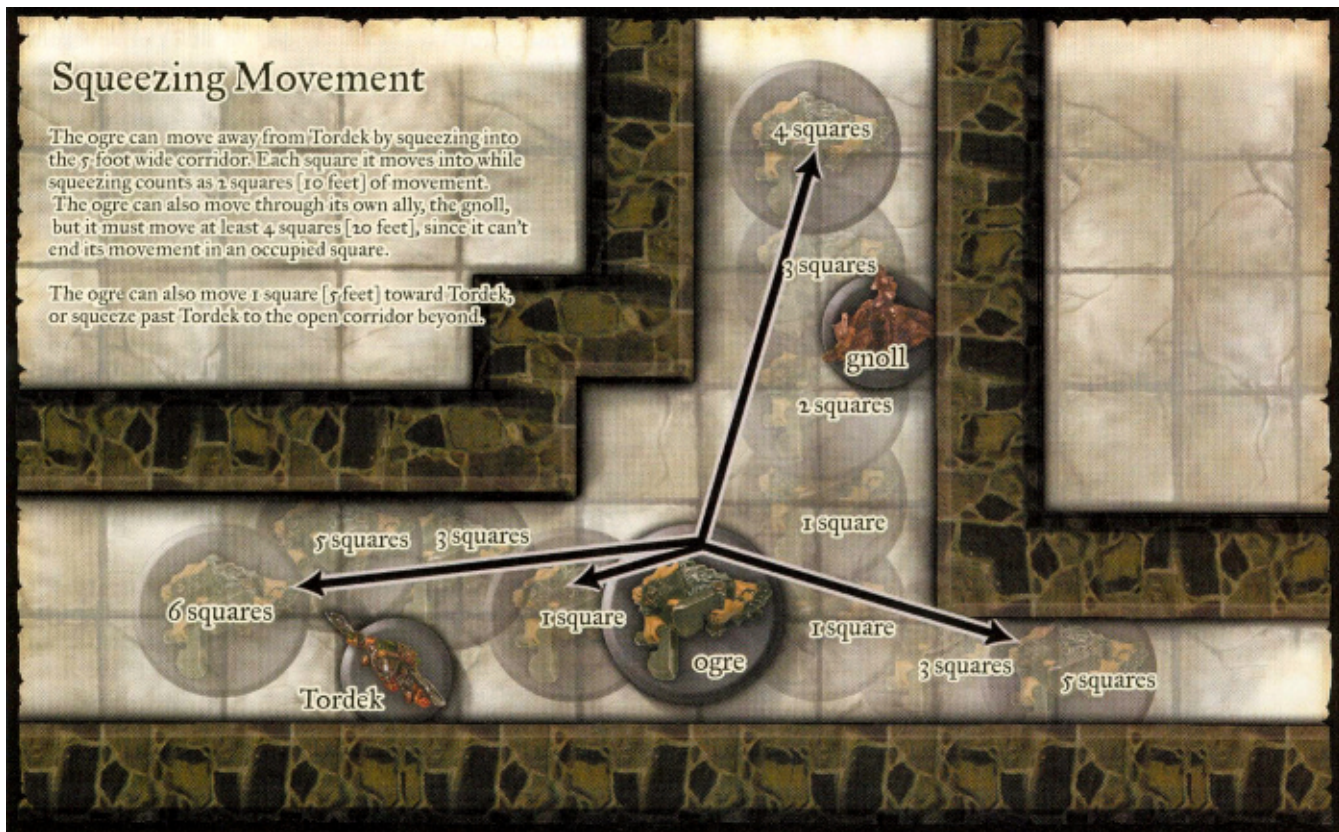 Squeezing Movement
The ogre can move away from Tordek by squeezing into
the 5-foot wide corridor. Each square it moves into while
squeezing counts as 2 squares [10 feet] of movement.
The ogre can also move through its own ally, the gnoll,
but it must move at least 4 squares [20 feet], since it can't
end its movement in an occupied square.
The ogre can also move 1 square [5 feet] toward Tordek,
or squeeze past Tordek to the open corridor beyond.
4 squares
3 squares
gnoll
2 squares
1 square
5 squares
3 squares
6 squares
1 square
1 square
ogre
3 squares
5 squares
Tordek